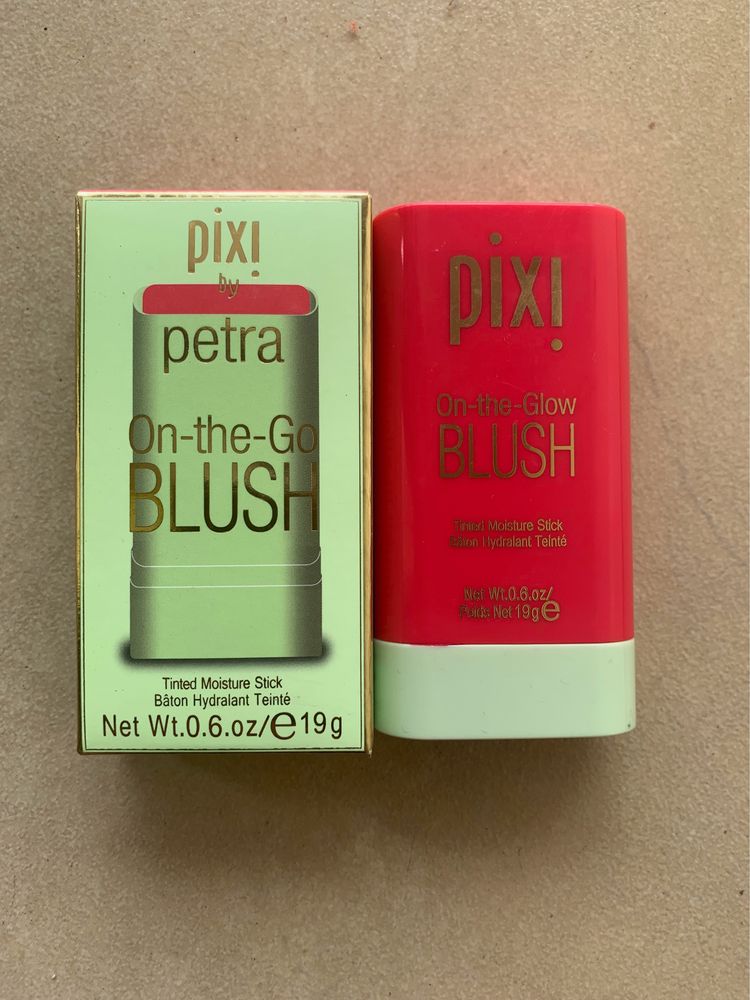 pixi
by
petra
On-the-Go
BLUSH
Tinted Moisture Stick
Bâton Hydralant Teinté
Net Wt.0.6.oz/℮19g
pixi
On-the-Glow
BLUSH
Tinted Moisture Stick
Bâton Hydralant Teinté
Net Wt.0.6.oz/
Poids Net 19g℮